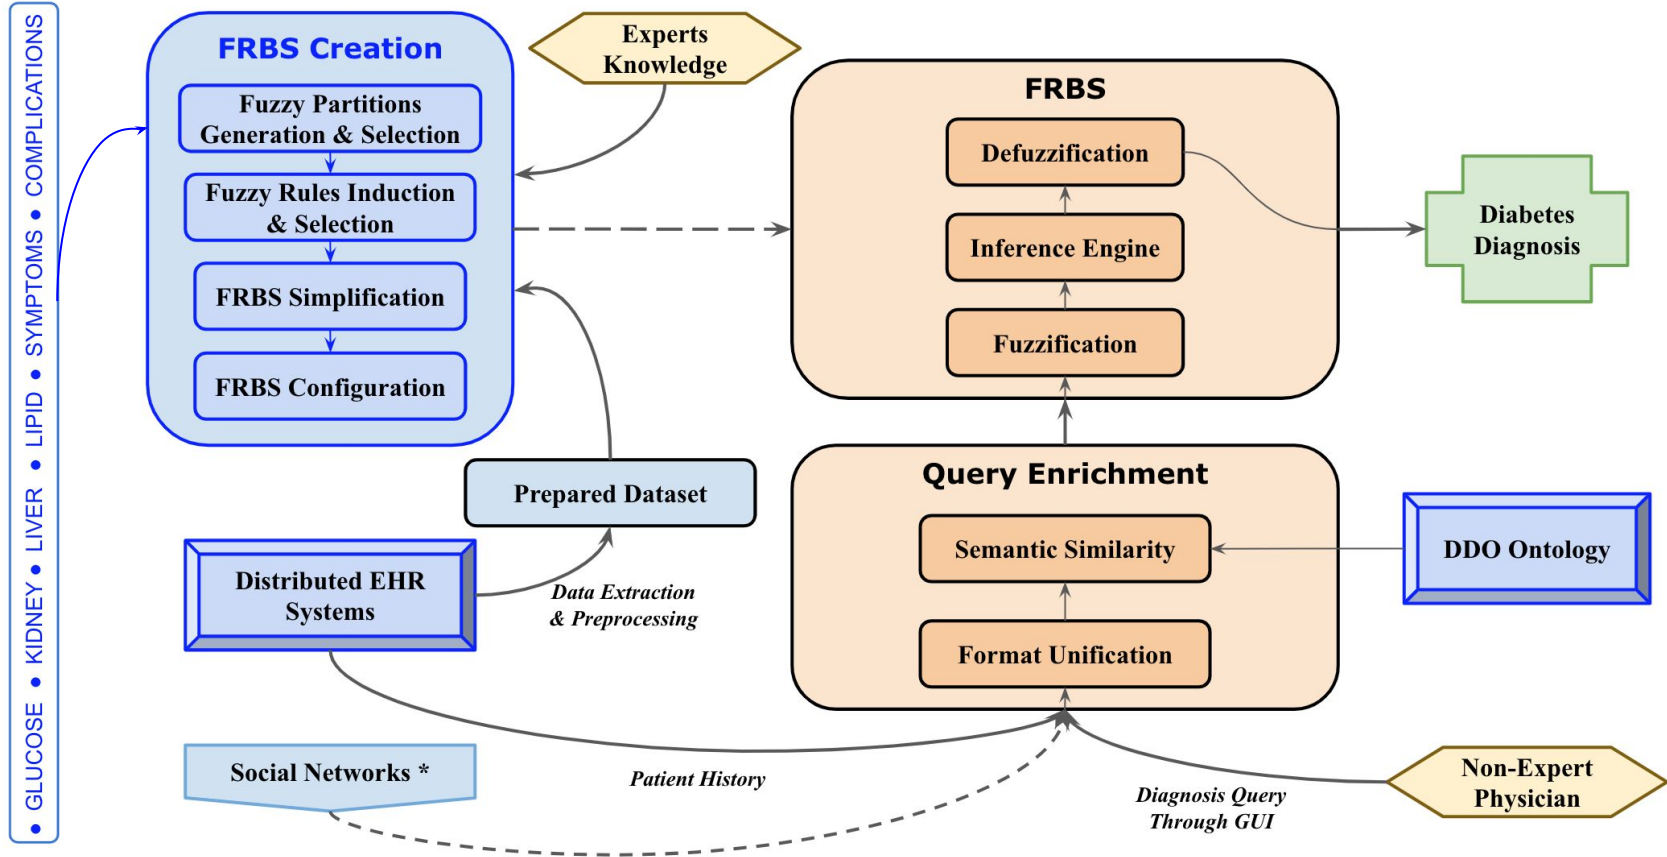 ● GLUCOSE ● KIDNEY ● LIVER ● LIPID ● SYMPTOMS ● COMPLICATIONS
FRBS Creation
Fuzzy Partitions
Generation & Selection
Fuzzy Rules Induction
& Selection
FRBS Simplification
FRBS Configuration
Experts
Knowledge
FRBS
Defuzzification
Inference Engine
Fuzzification
Diabetes
Diagnosis
Prepared Dataset
Distributed EHR
Systems
Data Extraction
& Preprocessing
Query Enrichment
Semantic Similarity
Format Unification
DDO Ontology
Social Networks *
Patient History
Diagnosis Query
Through GUI
Non-Expert
Physician